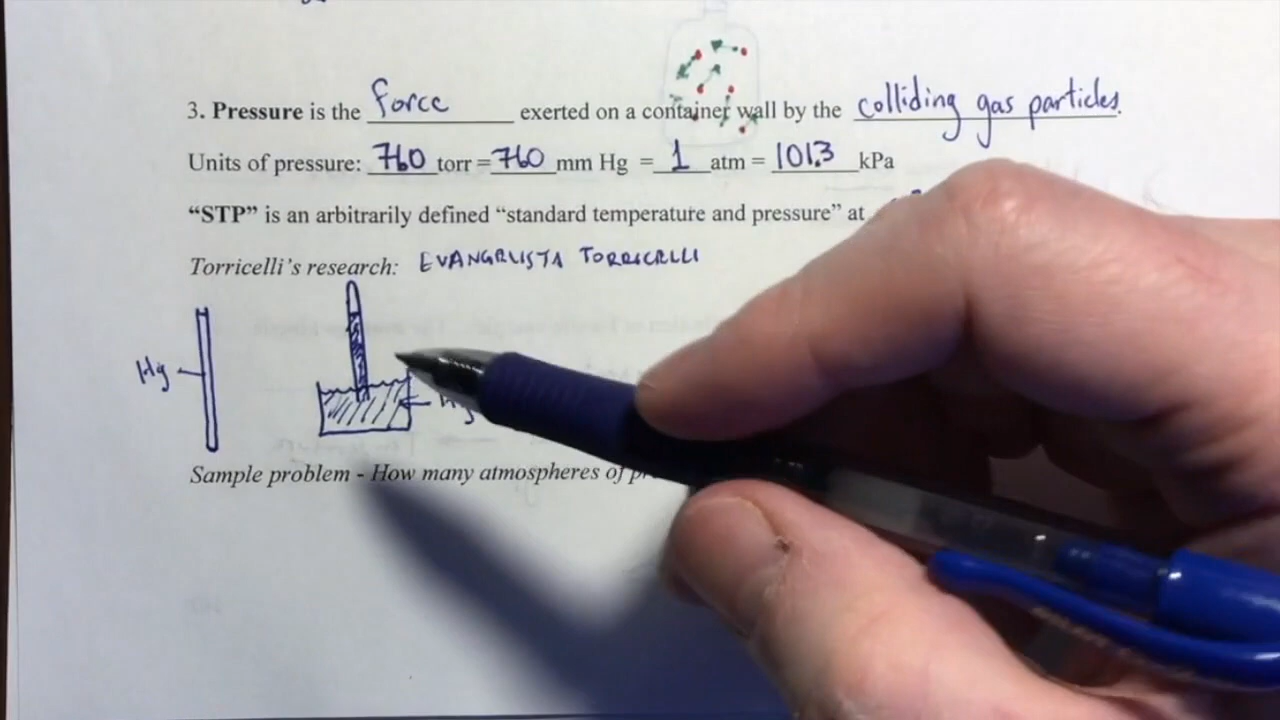 3. Pressure is the force exerted on a container wall by the colliding gas particles.
Units of pressure: 760 torr = 760 mm Hg = 1 atm = 101.3 kPa
“STP” is an arbitrarily defined “standard temperature and pressure” at
Torricelli’s research: EVANGELISTA TORRICELLI
Hg
Sample problem - How many atmospheres of